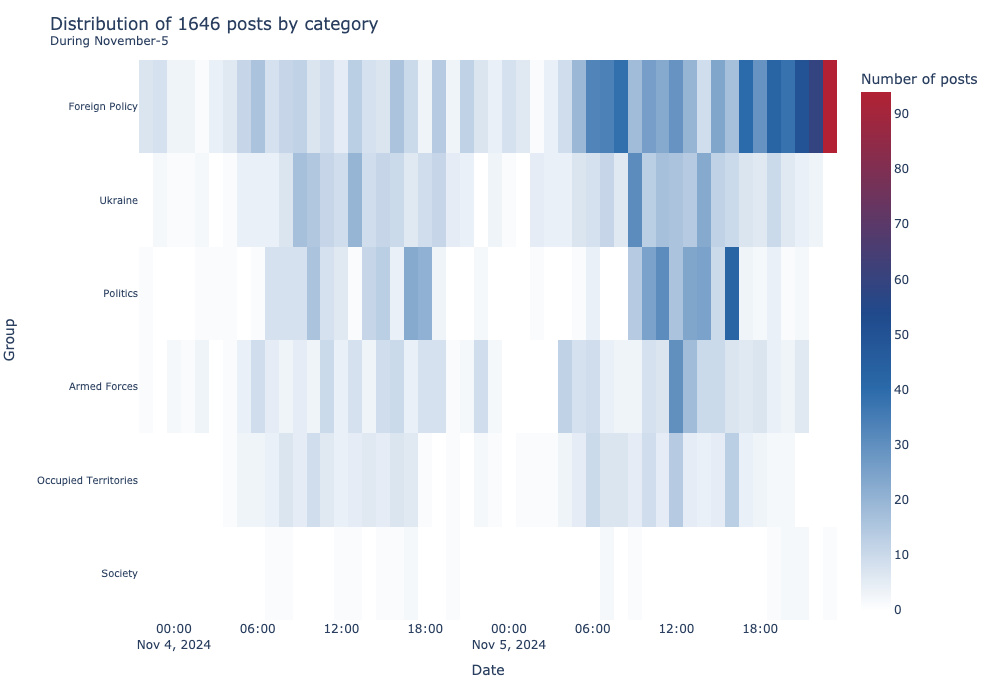 Distribution of 1646 posts by category
During November-5
Number of posts
90
80
70
60
50
40
30
20
10
0
Group
Foreign Policy
Ukraine
Politics
Armed Forces
Occupied Territories
Society
00:00 06:00 12:00 18:00 00:00 06:00 12:00 18:00
Nov 4, 2024 Nov 5, 2024
Date